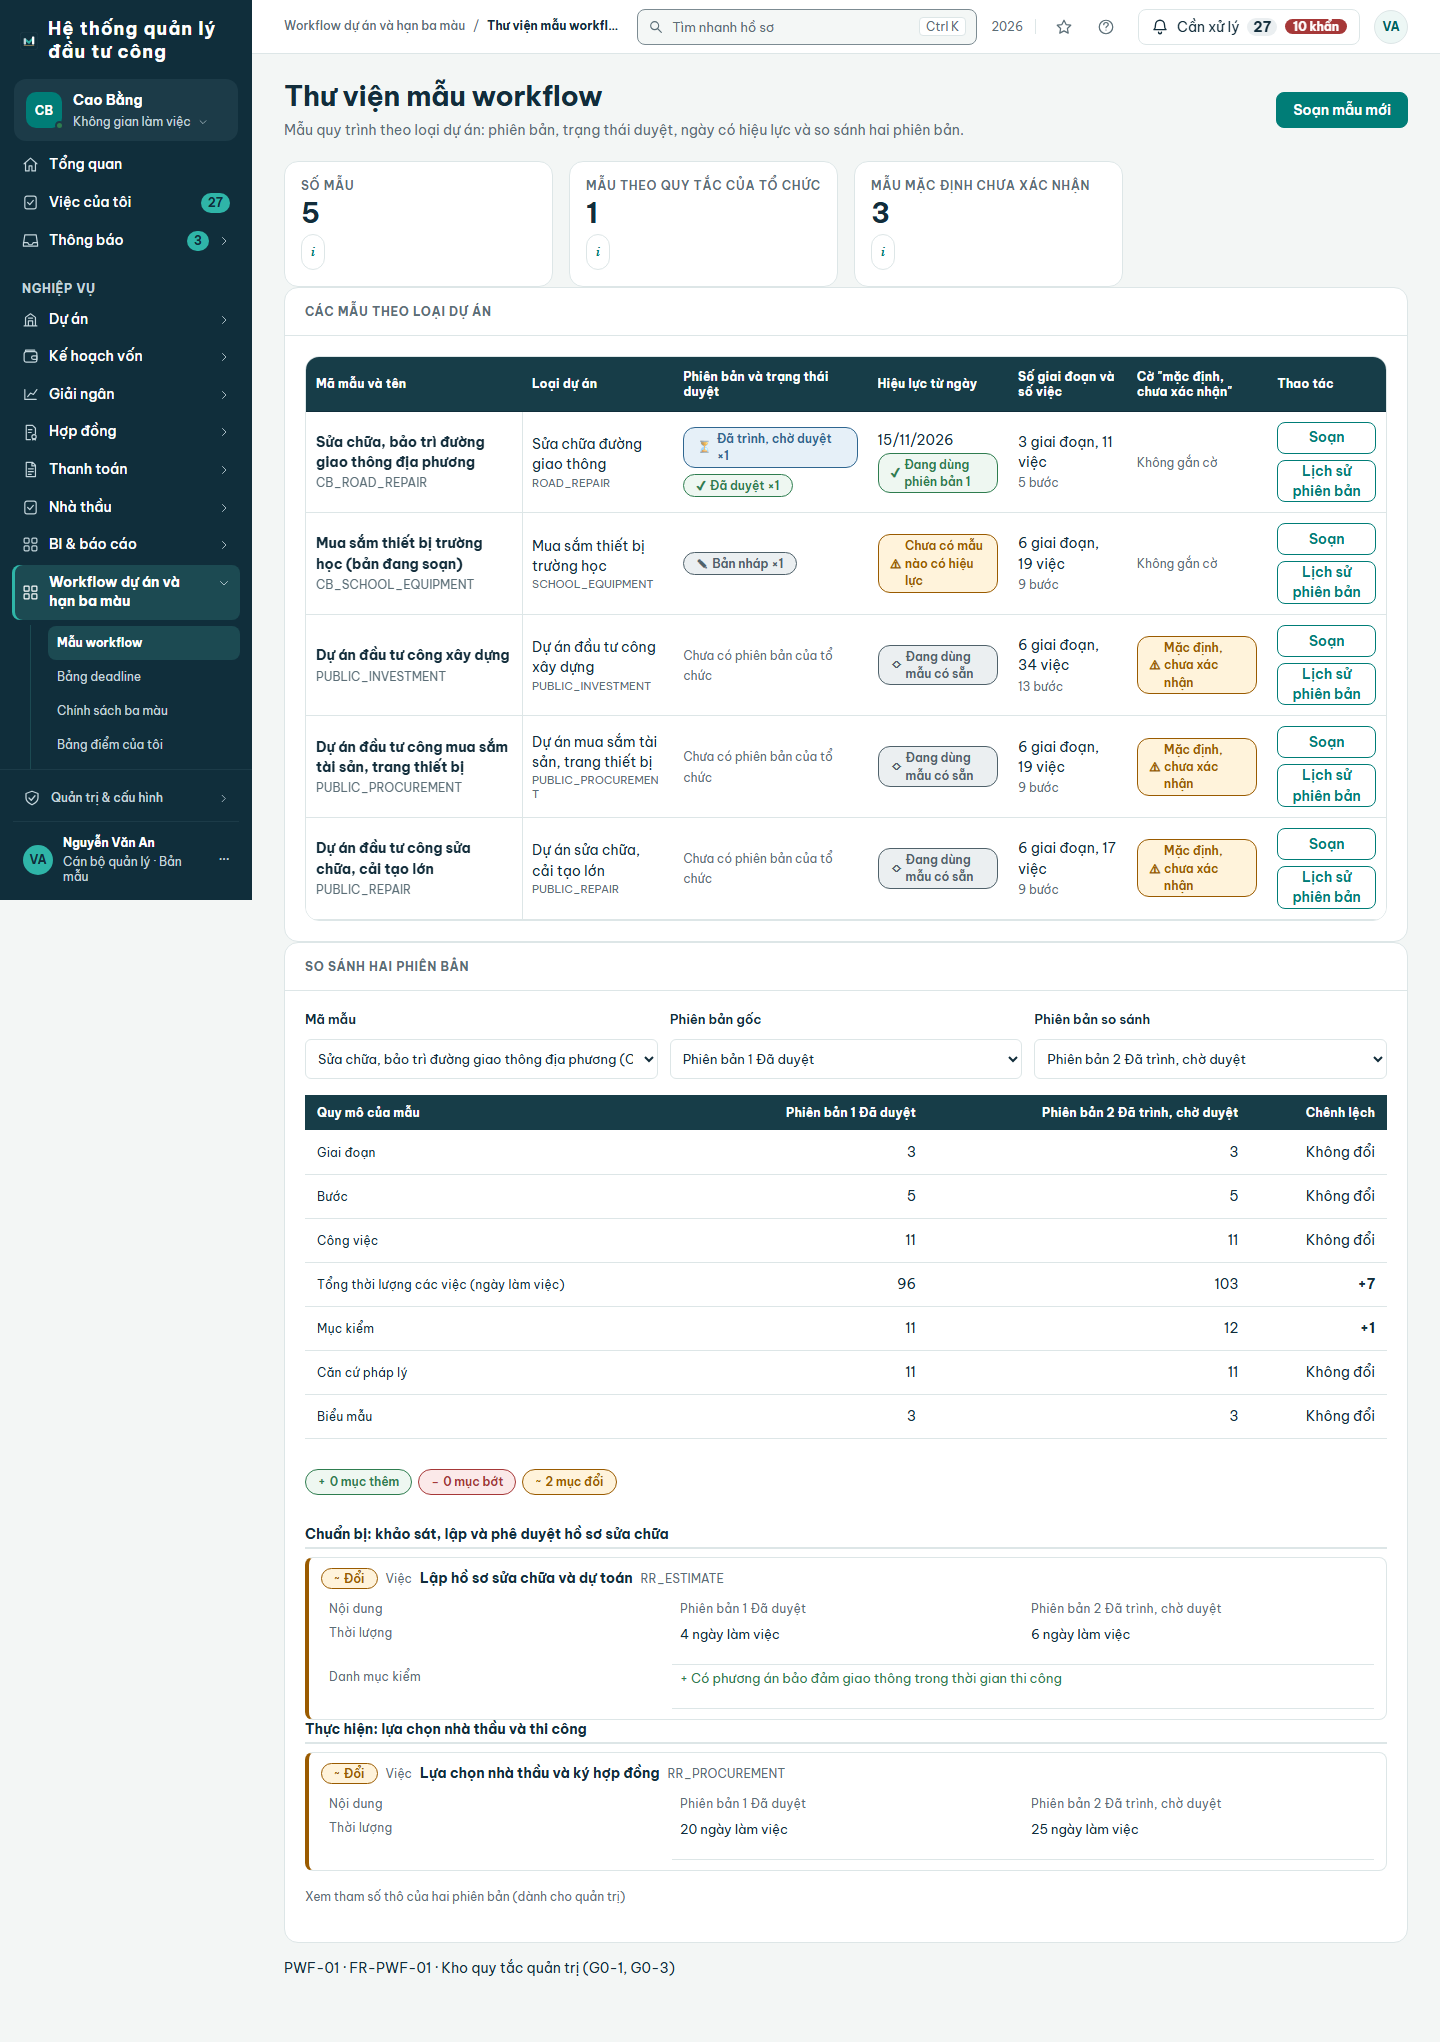 Hệ thống quản lý
đầu tư công
CB
Cao Bằng
Không gian làm việc
Tổng quan
Việc của tôi 27
Thông báo 3
NGHIỆP VỤ
Dự án
Kế hoạch vốn
Giải ngân
Hợp đồng
Thanh toán
Nhà thầu
BI & báo cáo
Workflow dự án và
hạn ba màu
Mẫu workflow
Bảng deadline
Chính sách ba màu
Bảng điểm của tôi
Quản trị & cấu hình
VA
Nguyễn Văn An
Cán bộ quản lý · Bản
mẫu
Workflow dự án và hạn ba màu / Thư viện mẫu workfl...
Tìm nhanh hồ sơ Ctrl K
2026
Cần xử lý 27 10 khẩn
VA
Thư viện mẫu workflow
Mẫu quy trình theo loại dự án: phiên bản, trạng thái duyệt, ngày có hiệu lực và so sánh hai phiên bản.
Soạn mẫu mới
SỐ MẪU
5
i
MẪU THEO QUY TẮC CỦA TỔ CHỨC
1
i
MẪU MẶC ĐỊNH CHƯA XÁC NHẬN
3
i
CÁC MẪU THEO LOẠI DỰ ÁN
Mã mẫu và tên
Loại dự án
Phiên bản và trạng thái
duyệt
Hiệu lực từ ngày
Số giai đoạn và
số việc
Cờ "mặc định,
chưa xác nhận"
Thao tác
Sửa chữa, bảo trì đường
giao thông địa phương
CB_ROAD_REPAIR
Sửa chữa đường
giao thông
ROAD_REPAIR
⏳ Đã trình, chờ duyệt
×1
✓ Đã duyệt ×1
15/11/2026
✓ Đang dùng
phiên bản 1
3 giai đoạn, 11
việc
5 bước
Không gắn cờ
Soạn
Lịch sử
phiên bản
Mua sắm thiết bị trường
học (bản đang soạn)
CB_SCHOOL_EQUIPMENT
Mua sắm thiết bị
trường học
SCHOOL_EQUIPMENT
✎ Bản nháp ×1
⚠ Chưa có mẫu
nào có hiệu
lực
6 giai đoạn,
19 việc
9 bước
Không gắn cờ
Soạn
Lịch sử
phiên bản
Dự án đầu tư công xây dựng
PUBLIC_INVESTMENT
Dự án đầu tư công
xây dựng
PUBLIC_INVESTMENT
Chưa có phiên bản của tổ
chức
◇ Đang dùng
mẫu có sẵn
6 giai đoạn,
34 việc
13 bước
⚠ Mặc định,
chưa xác
nhận
Soạn
Lịch sử
phiên bản
Dự án đầu tư công mua sắm
tài sản, trang thiết bị
PUBLIC_PROCUREMENT
Dự án mua sắm tài
sản, trang thiết bị
PUBLIC_PROCUREMEN
T
Chưa có phiên bản của tổ
chức
◇ Đang dùng
mẫu có sẵn
6 giai đoạn,
19 việc
9 bước
⚠ Mặc định,
chưa xác
nhận
Soạn
Lịch sử
phiên bản
Dự án đầu tư công sửa
chữa, cải tạo lớn
PUBLIC_REPAIR
Dự án sửa chữa,
cải tạo lớn
PUBLIC_REPAIR
Chưa có phiên bản của tổ
chức
◇ Đang dùng
mẫu có sẵn
6 giai đoạn, 17
việc
9 bước
⚠ Mặc định,
chưa xác
nhận
Soạn
Lịch sử
phiên bản
SO SÁNH HAI PHIÊN BẢN
Mã mẫu
Sửa chữa, bảo trì đường giao thông địa phương (C
Phiên bản gốc
Phiên bản 1 Đã duyệt
Phiên bản so sánh
Phiên bản 2 Đã trình, chờ duyệt
Quy mô của mẫu Phiên bản 1 Đã duyệt Phiên bản 2 Đã trình, chờ duyệt Chênh lệch
Giai đoạn 3 3 Không đổi
Bước 5 5 Không đổi
Công việc 11 11 Không đổi
Tổng thời lượng các việc (ngày làm việc) 96 103 +7
Mục kiểm 11 12 +1
Căn cứ pháp lý 11 11 Không đổi
Biểu mẫu 3 3 Không đổi
+ 0 mục thêm − 0 mục bớt ~ 2 mục đổi
Chuẩn bị: khảo sát, lập và phê duyệt hồ sơ sửa chữa
~ Đổi Việc Lập hồ sơ sửa chữa và dự toán RR_ESTIMATE
Nội dung Phiên bản 1 Đã duyệt Phiên bản 2 Đã trình, chờ duyệt
Thời lượng 4 ngày làm việc 6 ngày làm việc
Danh mục kiểm + Có phương án bảo đảm giao thông trong thời gian thi công
Thực hiện: lựa chọn nhà thầu và thi công
~ Đổi Việc Lựa chọn nhà thầu và ký hợp đồng RR_PROCUREMENT
Nội dung Phiên bản 1 Đã duyệt Phiên bản 2 Đã trình, chờ duyệt
Thời lượng 20 ngày làm việc 25 ngày làm việc
Xem tham số thô của hai phiên bản (dành cho quản trị)
PWF-01 · FR-PWF-01 · Kho quy tắc quản trị (G0-1, G0-3)